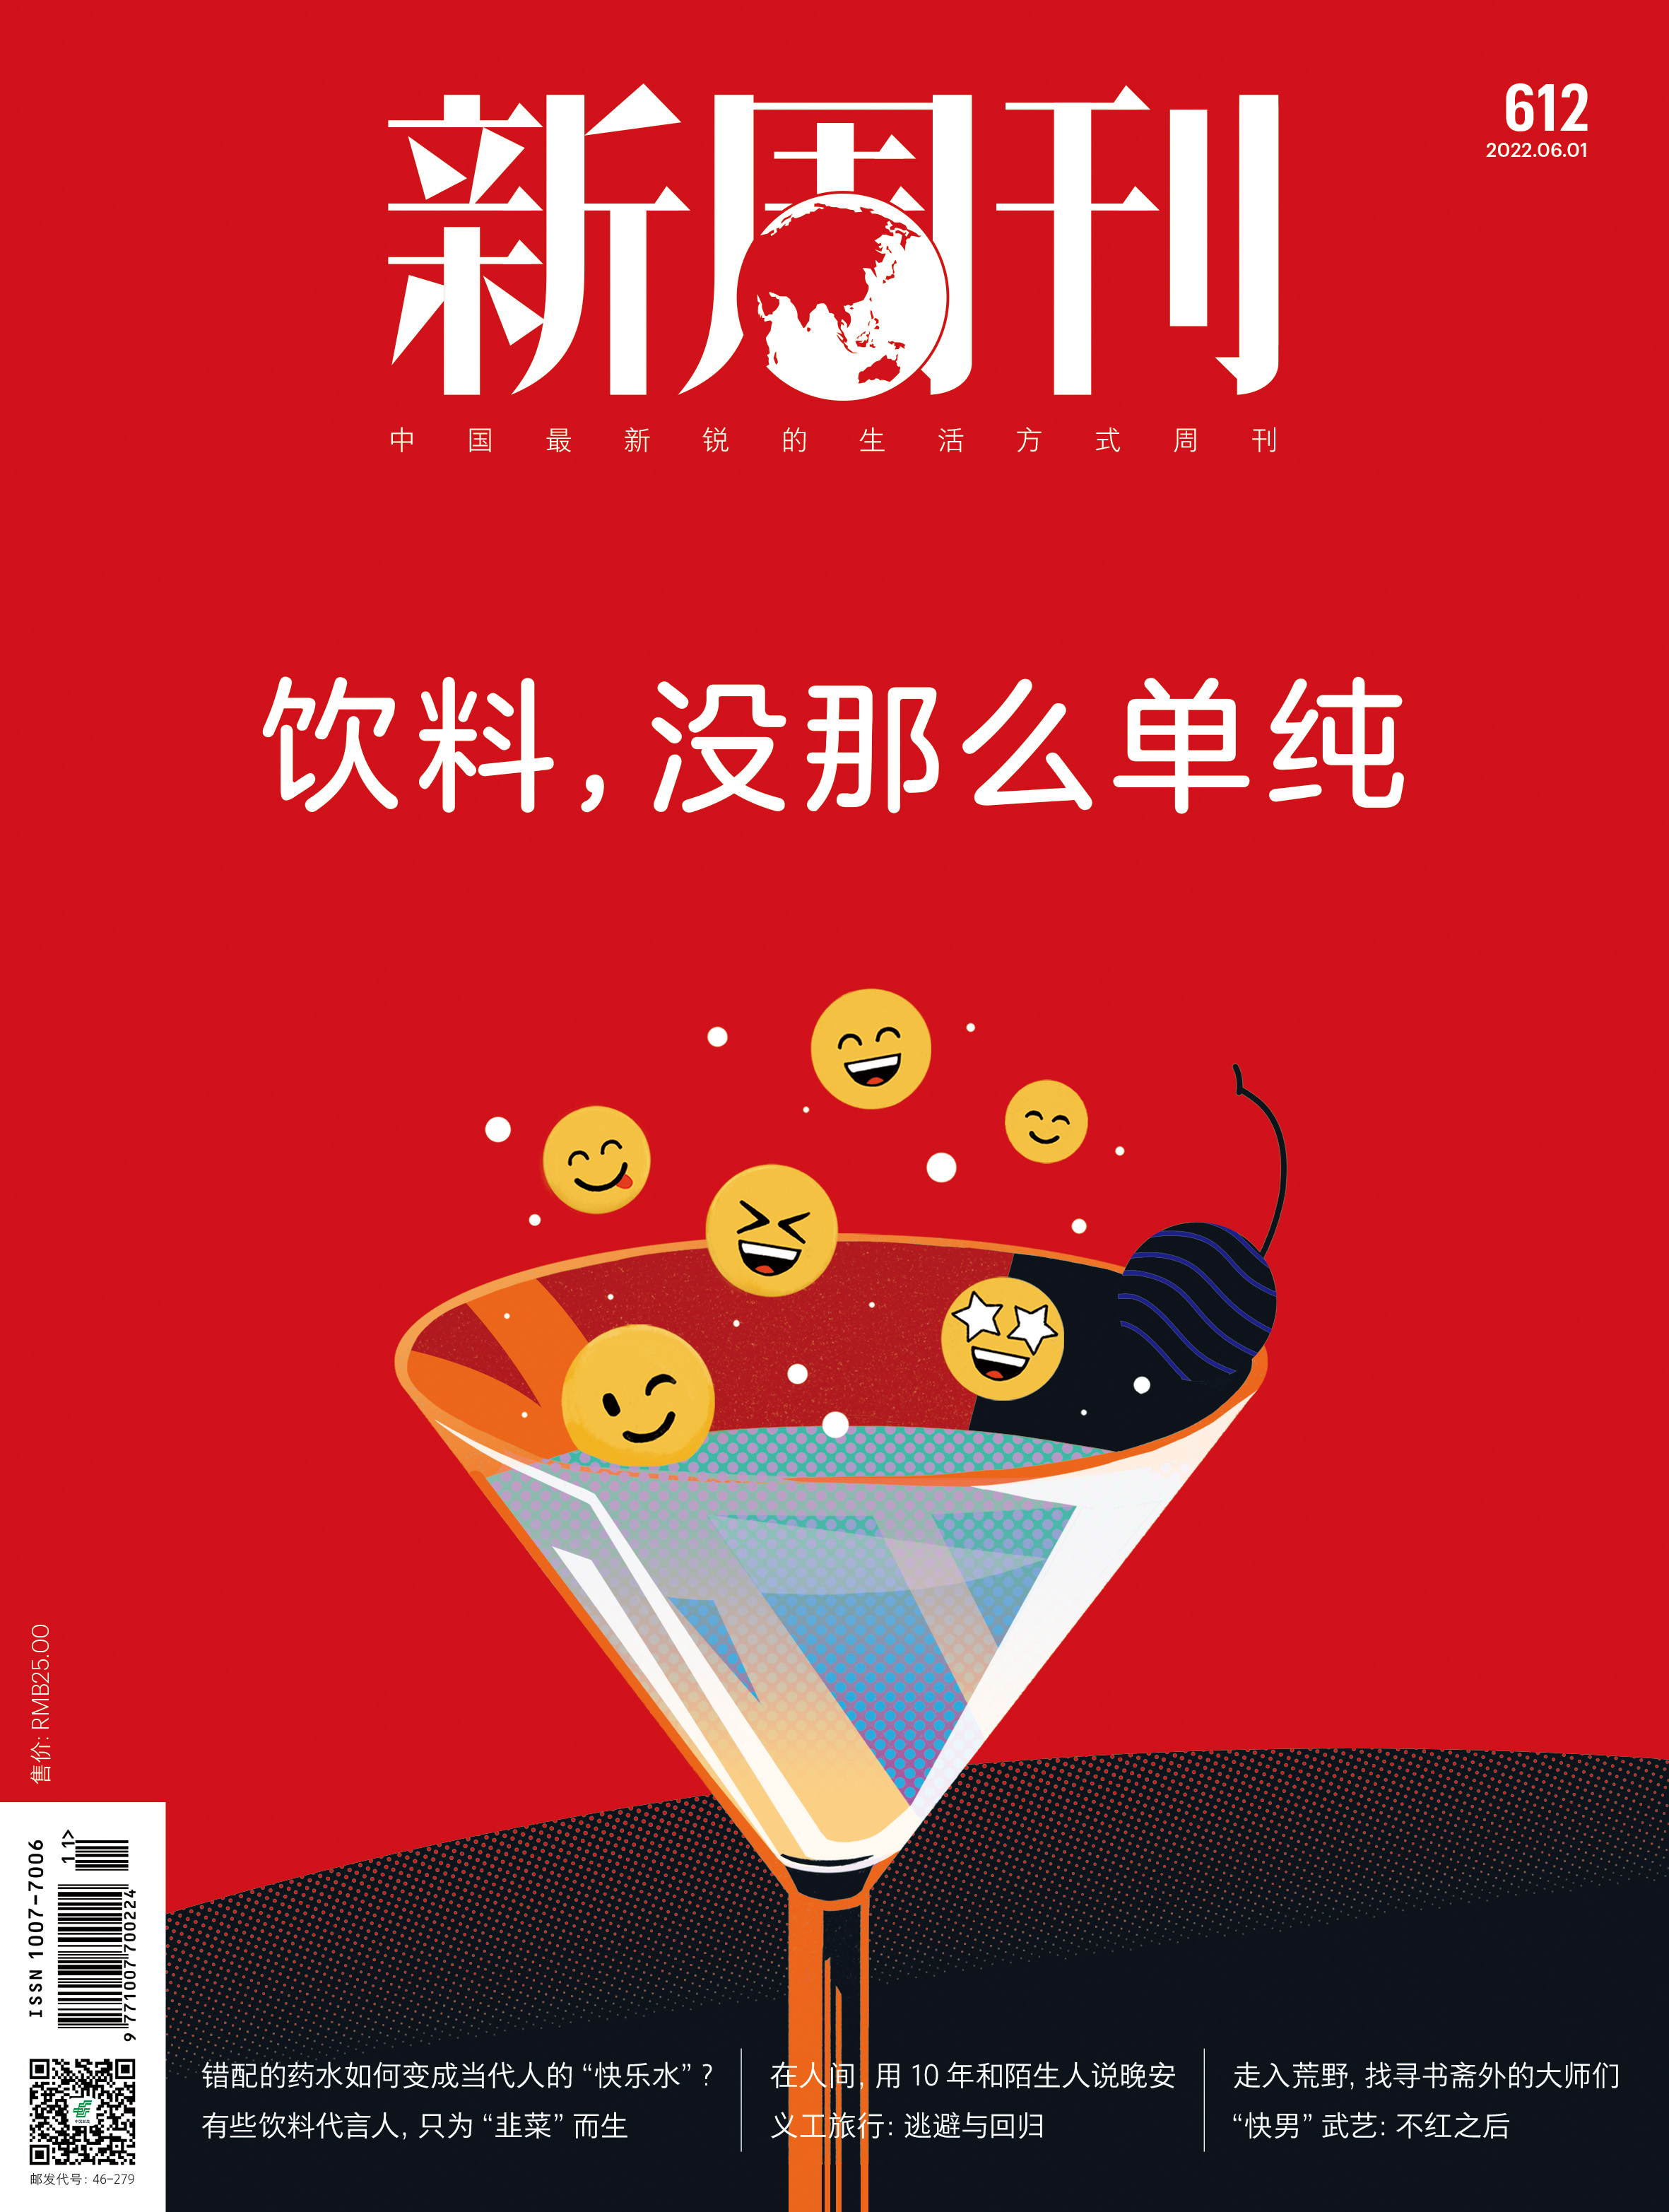 新周刊
612
2022.06.01
中国最新锐的生活方式周刊
饮料，没那么单纯
售价: RMB25.00
ISSN 1007-7006
11>
9 771007 700224
中国邮政
邮发代号: 46-279
错配的药水如何变成当代人的“快乐水”?
有些饮料代言人, 只为“韭菜”而生
在人间, 用 10 年和陌生人说晚安
义工旅行: 逃避与回归
走入荒野, 找寻书斋外的大师们
“快男”武艺: 不红之后